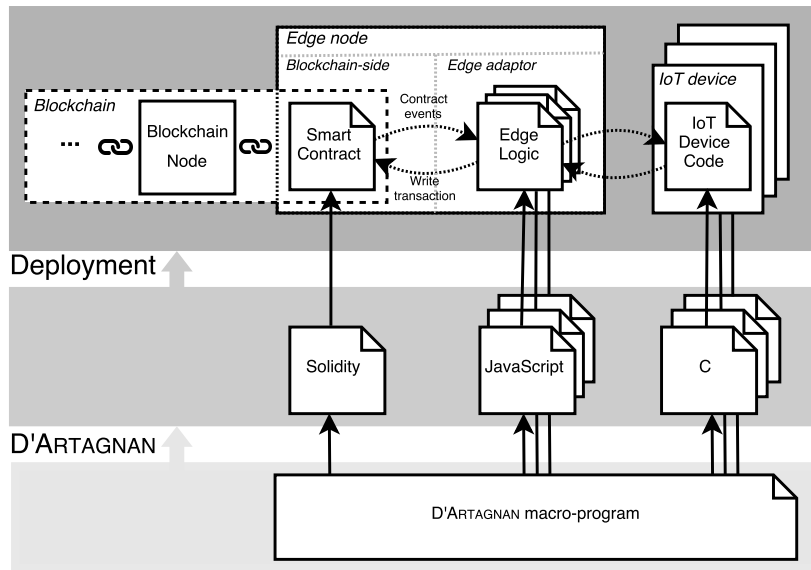 Edge node
Blockchain-side
Edge adaptor
IoT device
Blockchain
...
Blockchain
Node
Smart
Contract
Contract
events
Write
transaction
Edge
Logic
IoT
Device
Code
Deployment
Solidity
JavaScript
C
D'ARTAGNAN
D'ARTAGNAN macro-program